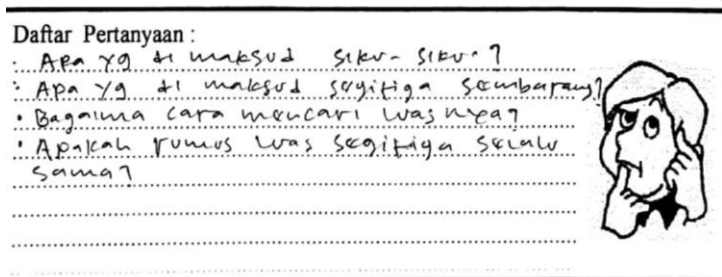 Daftar Pertanyaan :
· Apa yg di maksud siku-siku?
· Apa yg di maksud segitiga sembarang?
· Bagaima cara mencari luas nya?
· Apakah rumus luas segitiga selalu
sama?